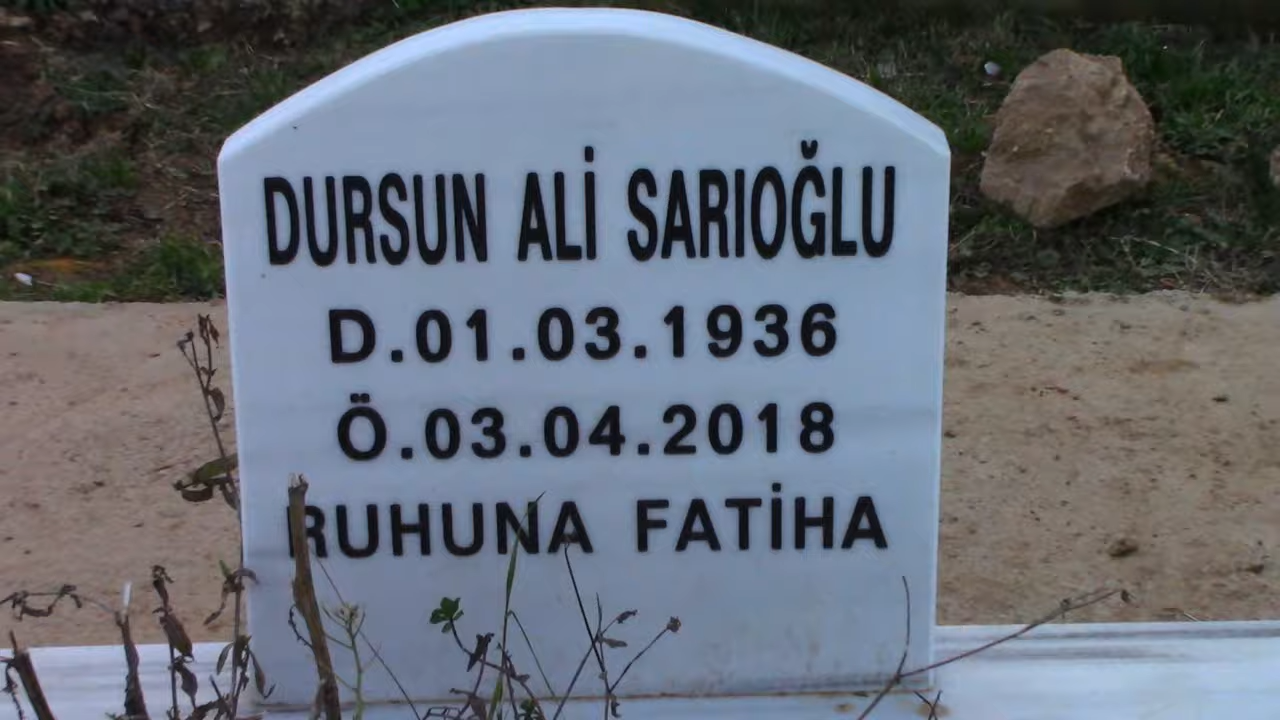 DURSUN ALİ SARIOĞLU
D.01.03.1936
Ö.03.04.2018
RUHUNA FATİHA